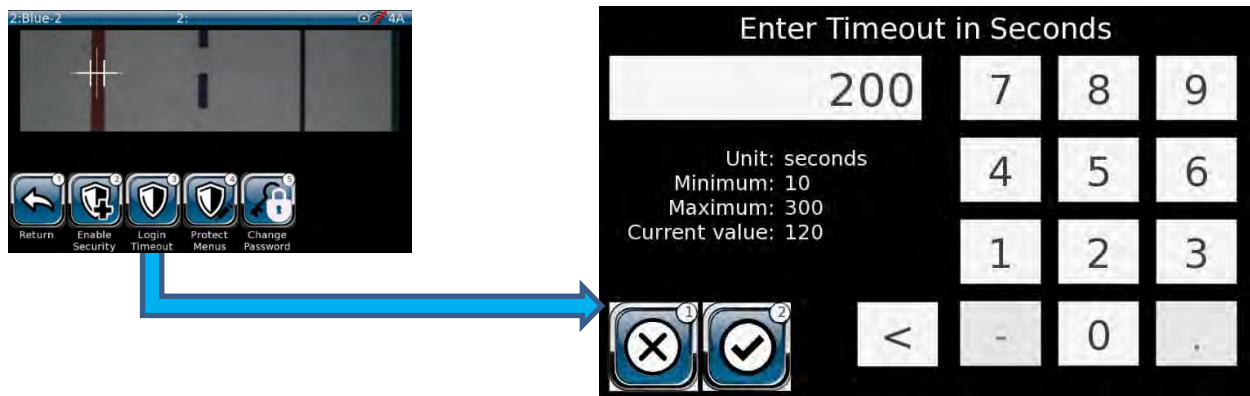 2:Blue-2 2: 4A
1 2 3 4 5
Return Enable Security Login Timeout Protect Menus Change Password
Enter Timeout in Seconds
200
7 8 9
Unit: seconds
Minimum: 10
Maximum: 300
Current value: 120
4 5 6
1 2 3
1 2
< - 0 .